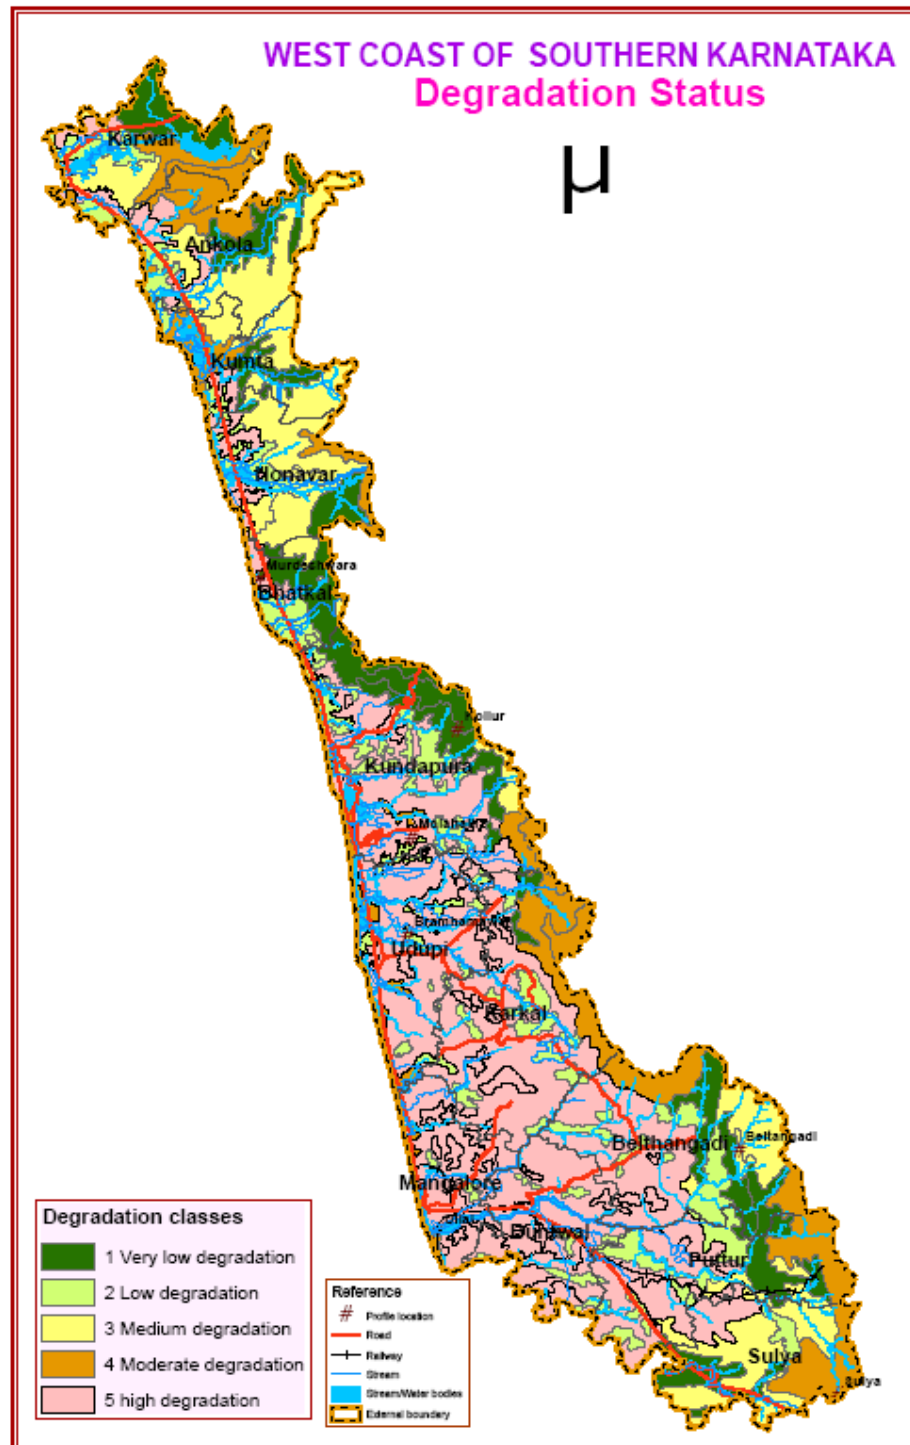 WEST COAST OF SOUTHERN KARNATAKA
Degradation Status
μ
Karwar
Ankola
Kumta
Honavar
Murdeshwara
Bhatkal
Kollur
Kundapura
Udupi
Karkal
Belthangadi
Beltangadi
Mangalore
Puttur
Sulya
Sulya
Degradation classes
1 Very low degradation
2 Low degradation
3 Medium degradation
4 Moderate degradation
5 high degradation
Reference
# Profile location
Road
Railway
Stream
Stream/Water bodies
External boundary